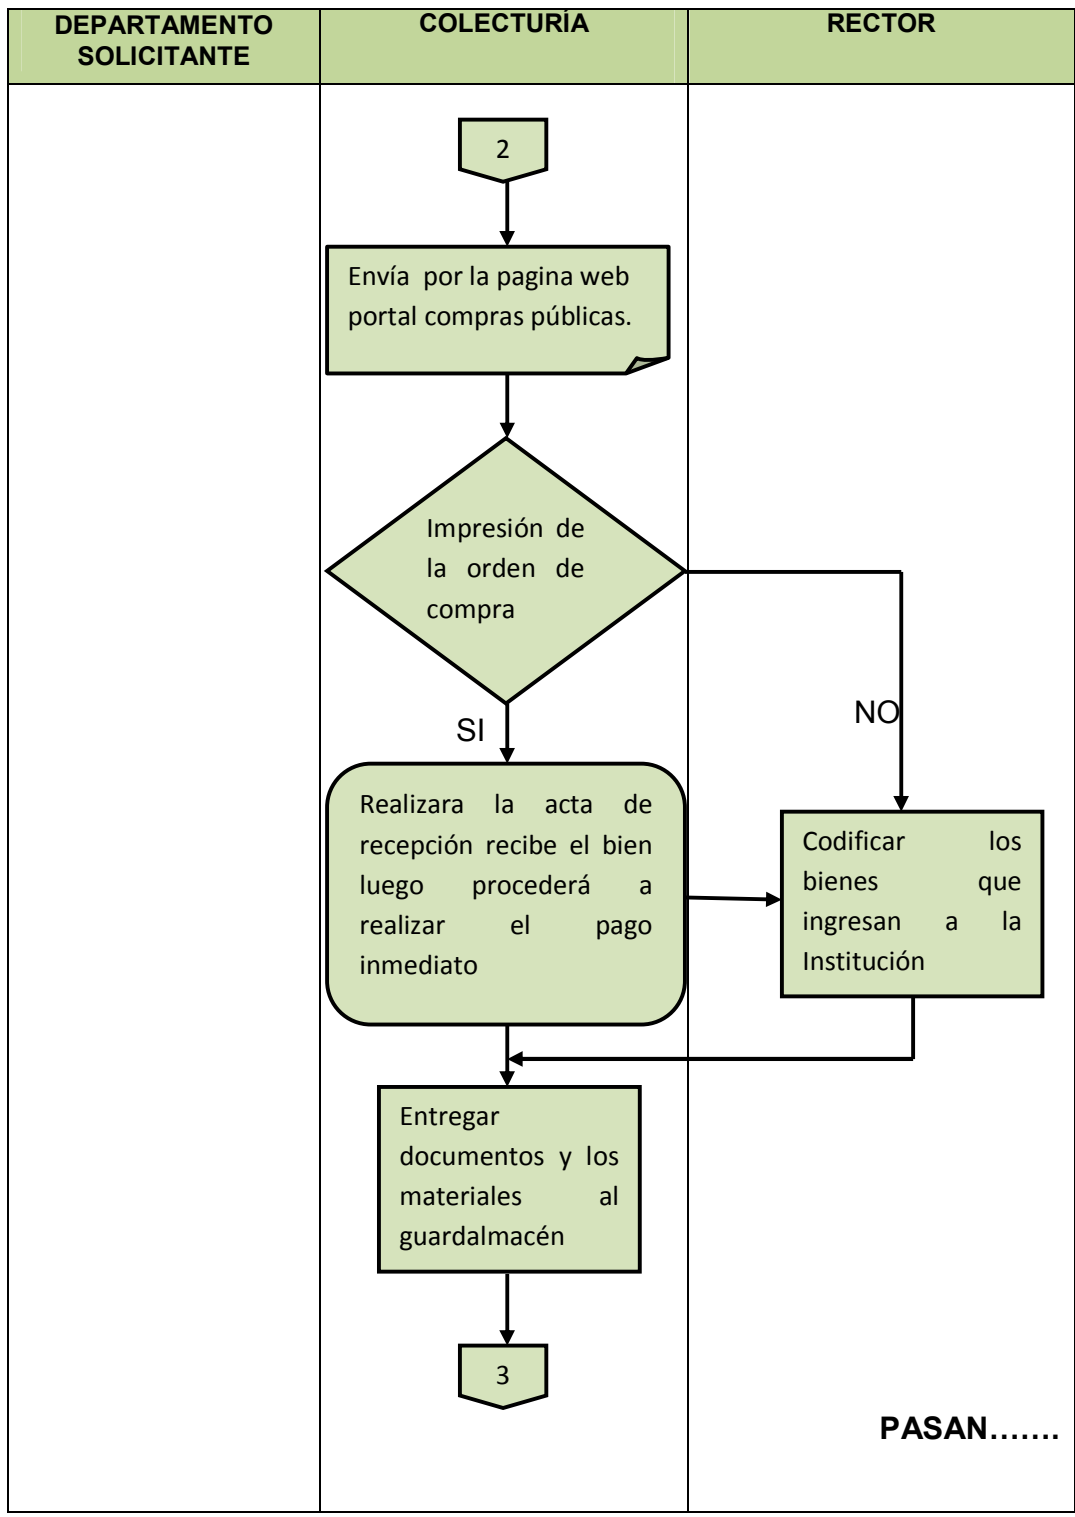 DEPARTAMENTO
SOLICITANTE
COLECTURÍA
RECTOR
2
Envía por la pagina web
portal compras públicas.
Impresión de
la orden de
compra
SI
NO
Realizara la acta de
recepción recibe el bien
luego procederá a
realizar el pago
inmediato
Codificar los
bienes que
ingresan a la
Institución
Entregar
documentos y los
materiales al
guardalmacén
3
PASAN…….